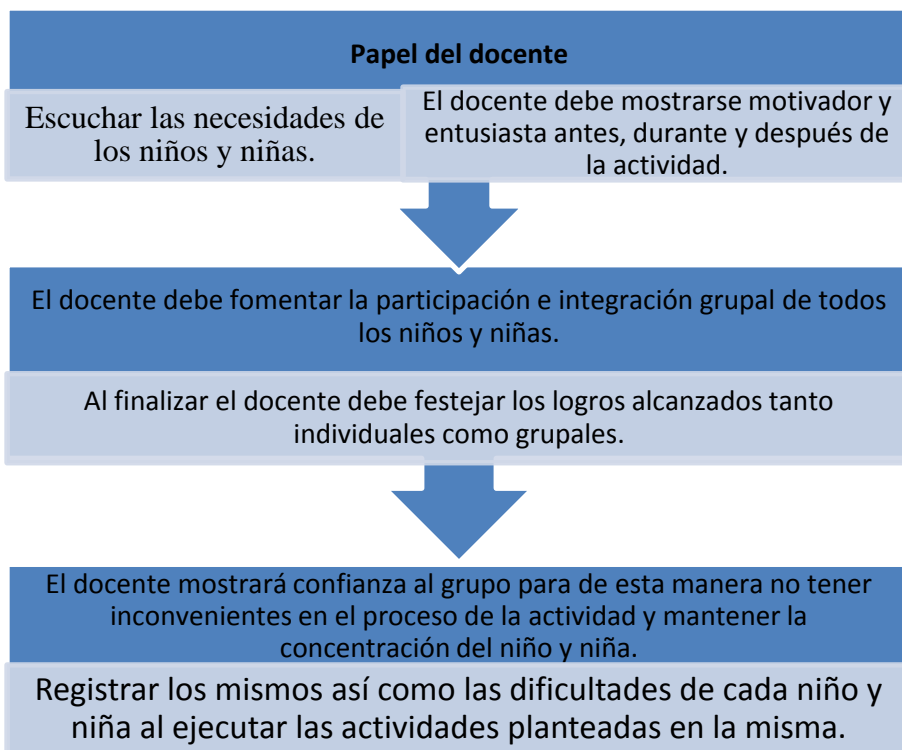 Papel del docente
Escuchar las necesidades de
los niños y niñas.
El docente debe mostrarse motivador y
entusiasta antes, durante y después de
la actividad.
El docente debe fomentar la participación e integración grupal de todos
los niños y niñas.
Al finalizar el docente debe festejar los logros alcanzados tanto
individuales como grupales.
El docente mostrará confianza al grupo para de esta manera no tener
inconvenientes en el proceso de la actividad y mantener la
concentración del niño y niña.
Registrar los mismos así como las dificultades de cada niño y
niña al ejecutar las actividades planteadas en la misma.